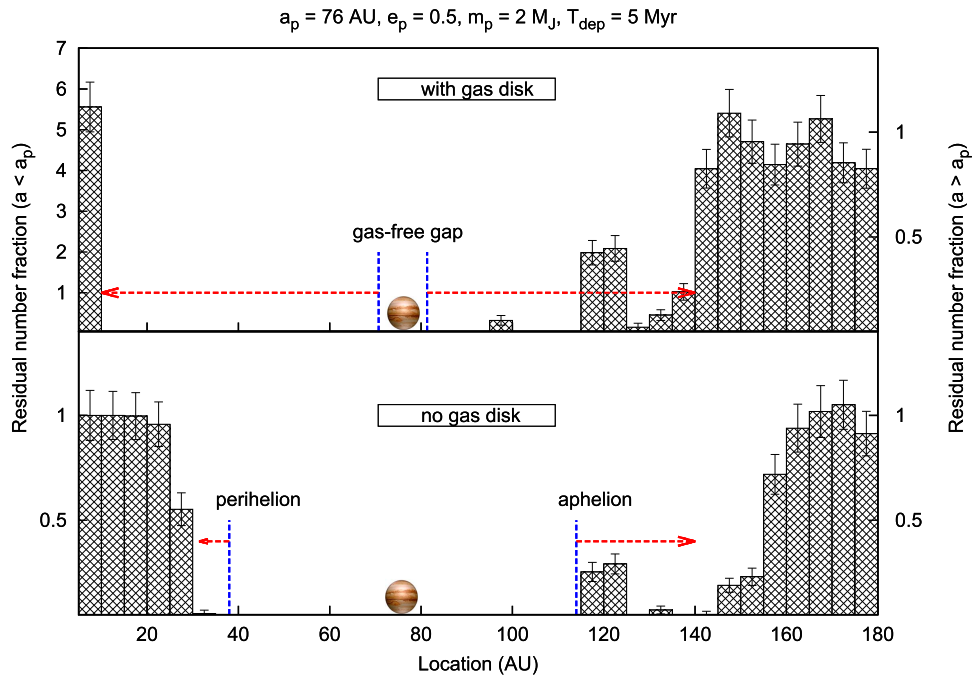 a_p = 76 AU, e_p = 0.5, m_p = 2 M_J, T_dep = 5 Myr
7
6
5
4
3
2
1
1
0.5
with gas disk
gas-free gap
Residual number fraction (a < a_p)
Residual number fraction (a > a_p)
1
0.5
1
0.5
no gas disk
perihelion
aphelion
20 40 60 80 100 120 140 160 180
Location (AU)